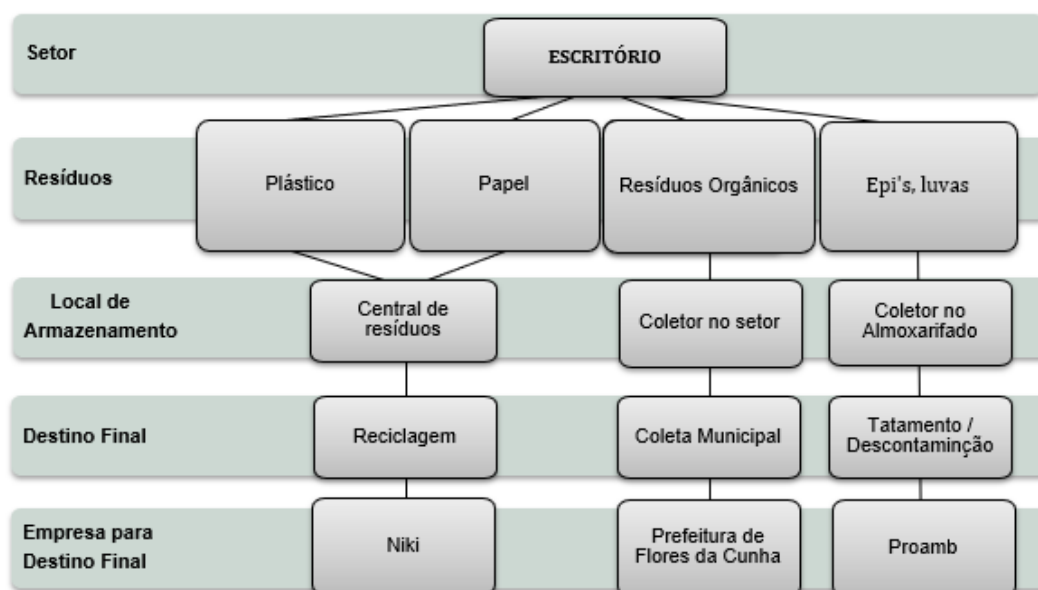 Setor
ESCRITÓRIO
Resíduos
Plástico
Papel
Resíduos Orgânicos
Epi's, luvas
Local de
Armazenamento
Central de
resíduos
Coletor no setor
Coletor no
Almoxarifado
Destino Final
Reciclagem
Coleta Municipal
Tatamento /
Descontaminção
Empresa para
Destino Final
Niki
Prefeitura de
Flores da Cunha
Proamb